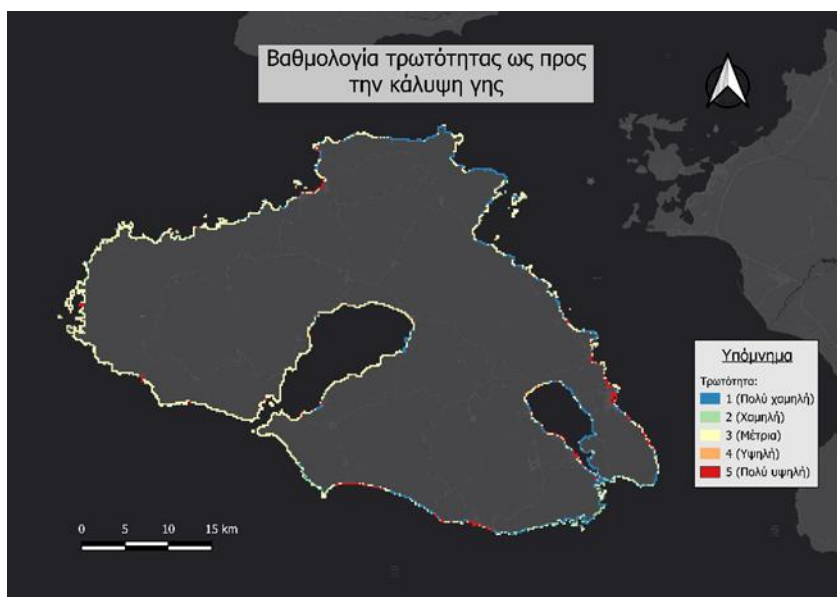 Βαθμολογία τρωτότητας ως προς
την κάλυψη γης
Υπόμνημα
Τρωτότητα:
1 (Πολύ χαμηλή)
2 (Χαμηλή)
3 (Μέτρια)
4 (Υψηλή)
5 (Πολύ υψηλή)
0 5 10 15 km